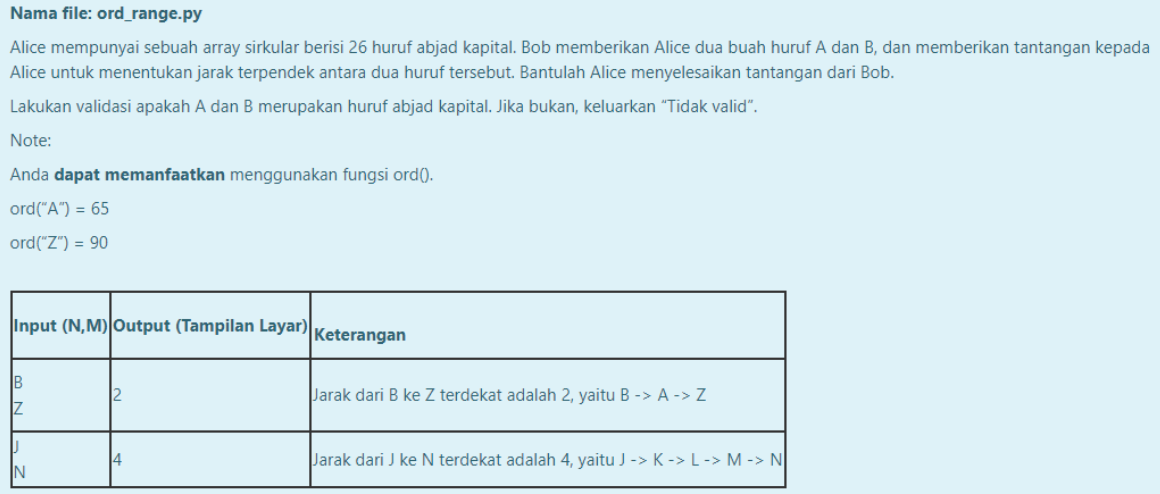 Nama file: ord_range.py
Alice mempunyai sebuah array sirkular berisi 26 huruf abjad kapital. Bob memberikan Alice dua buah huruf A dan B, dan memberikan tantangan kepada
Alice untuk menentukan jarak terpendek antara dua huruf tersebut. Bantulah Alice menyelesaikan tantangan dari Bob.
Lakukan validasi apakah A dan B merupakan huruf abjad kapital. Jika bukan, keluarkan “Tidak valid”.
Note:
Anda dapat memanfaatkan menggunakan fungsi ord().
ord(“A”) = 65
ord(“Z”) = 90
Input (N,M) Output (Tampilan Layar) Keterangan
B
Z
2
Jarak dari B ke Z terdekat adalah 2, yaitu B -> A -> Z
J
N
4
Jarak dari J ke N terdekat adalah 4, yaitu J -> K -> L -> M -> N